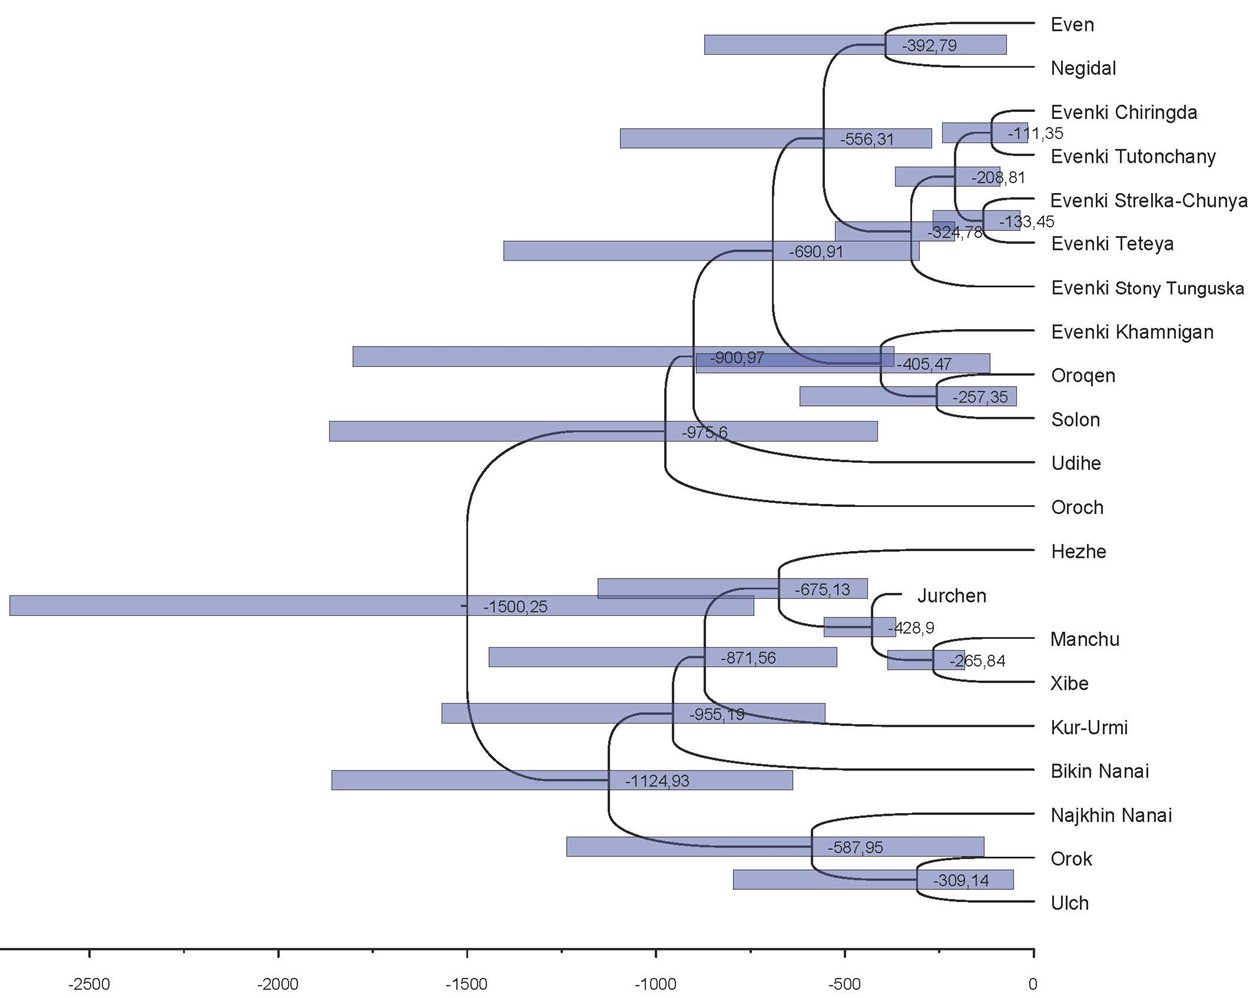 Even
-392,79
Negidal
Evenki Chiringda
-111,35
-556,31
Evenki Tutonchany
-208,81
Evenki Strelka-Chunya
-133,45
-324,78
Evenki Teteya
-690,91
Evenki Stony Tunguska
Evenki Khamnigan
-900,97
-405,47
Oroqen
-257,35
Solon
-975,6
Udihe
Oroch
Hezhe
-675,13
Jurchen
-1500,25
-428,9
Manchu
-265,84
-871,56
Xibe
-955,19
Kur-Urmi
Bikin Nanai
-1124,93
Najkhin Nanai
-587,95
Orok
-309,14
Ulch
-2500 -2000 -1500 -1000 -500 0